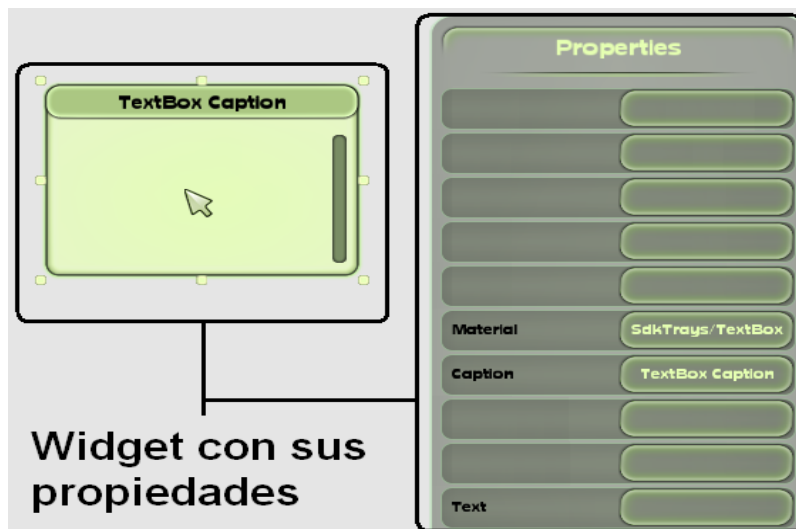 TextBox Caption
Properties
Material SdkTrays/TextBox
Caption TextBox Caption
Text
Widget con sus
propiedades